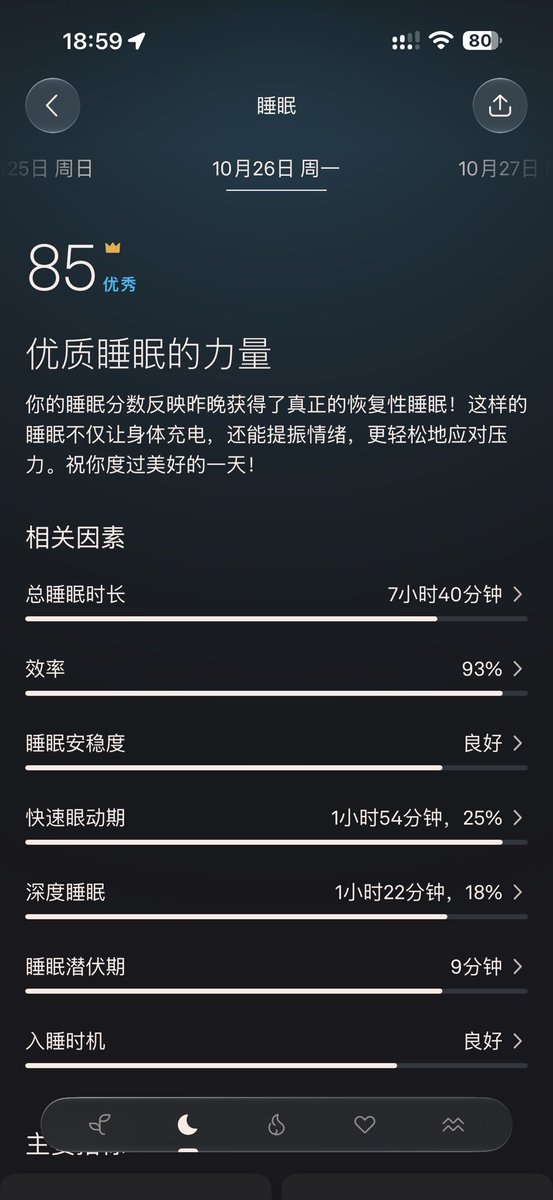 18:59
80
睡眠
25日 周日
10月26日 周一
10月27日
85
优秀
优质睡眠的力量
你的睡眠分数反映昨晚获得了真正的恢复性睡眠！这样的
睡眠不仅让身体充电，还能提振情绪，更轻松地应对压
力。祝你度过美好的一天！
相关因素
总睡眠时长 7小时40分钟
效率 93%
睡眠安稳度 良好
快速眼动期 1小时54分钟，25%
深度睡眠 1小时22分钟，18%
睡眠潜伏期 9分钟
入睡时机 良好